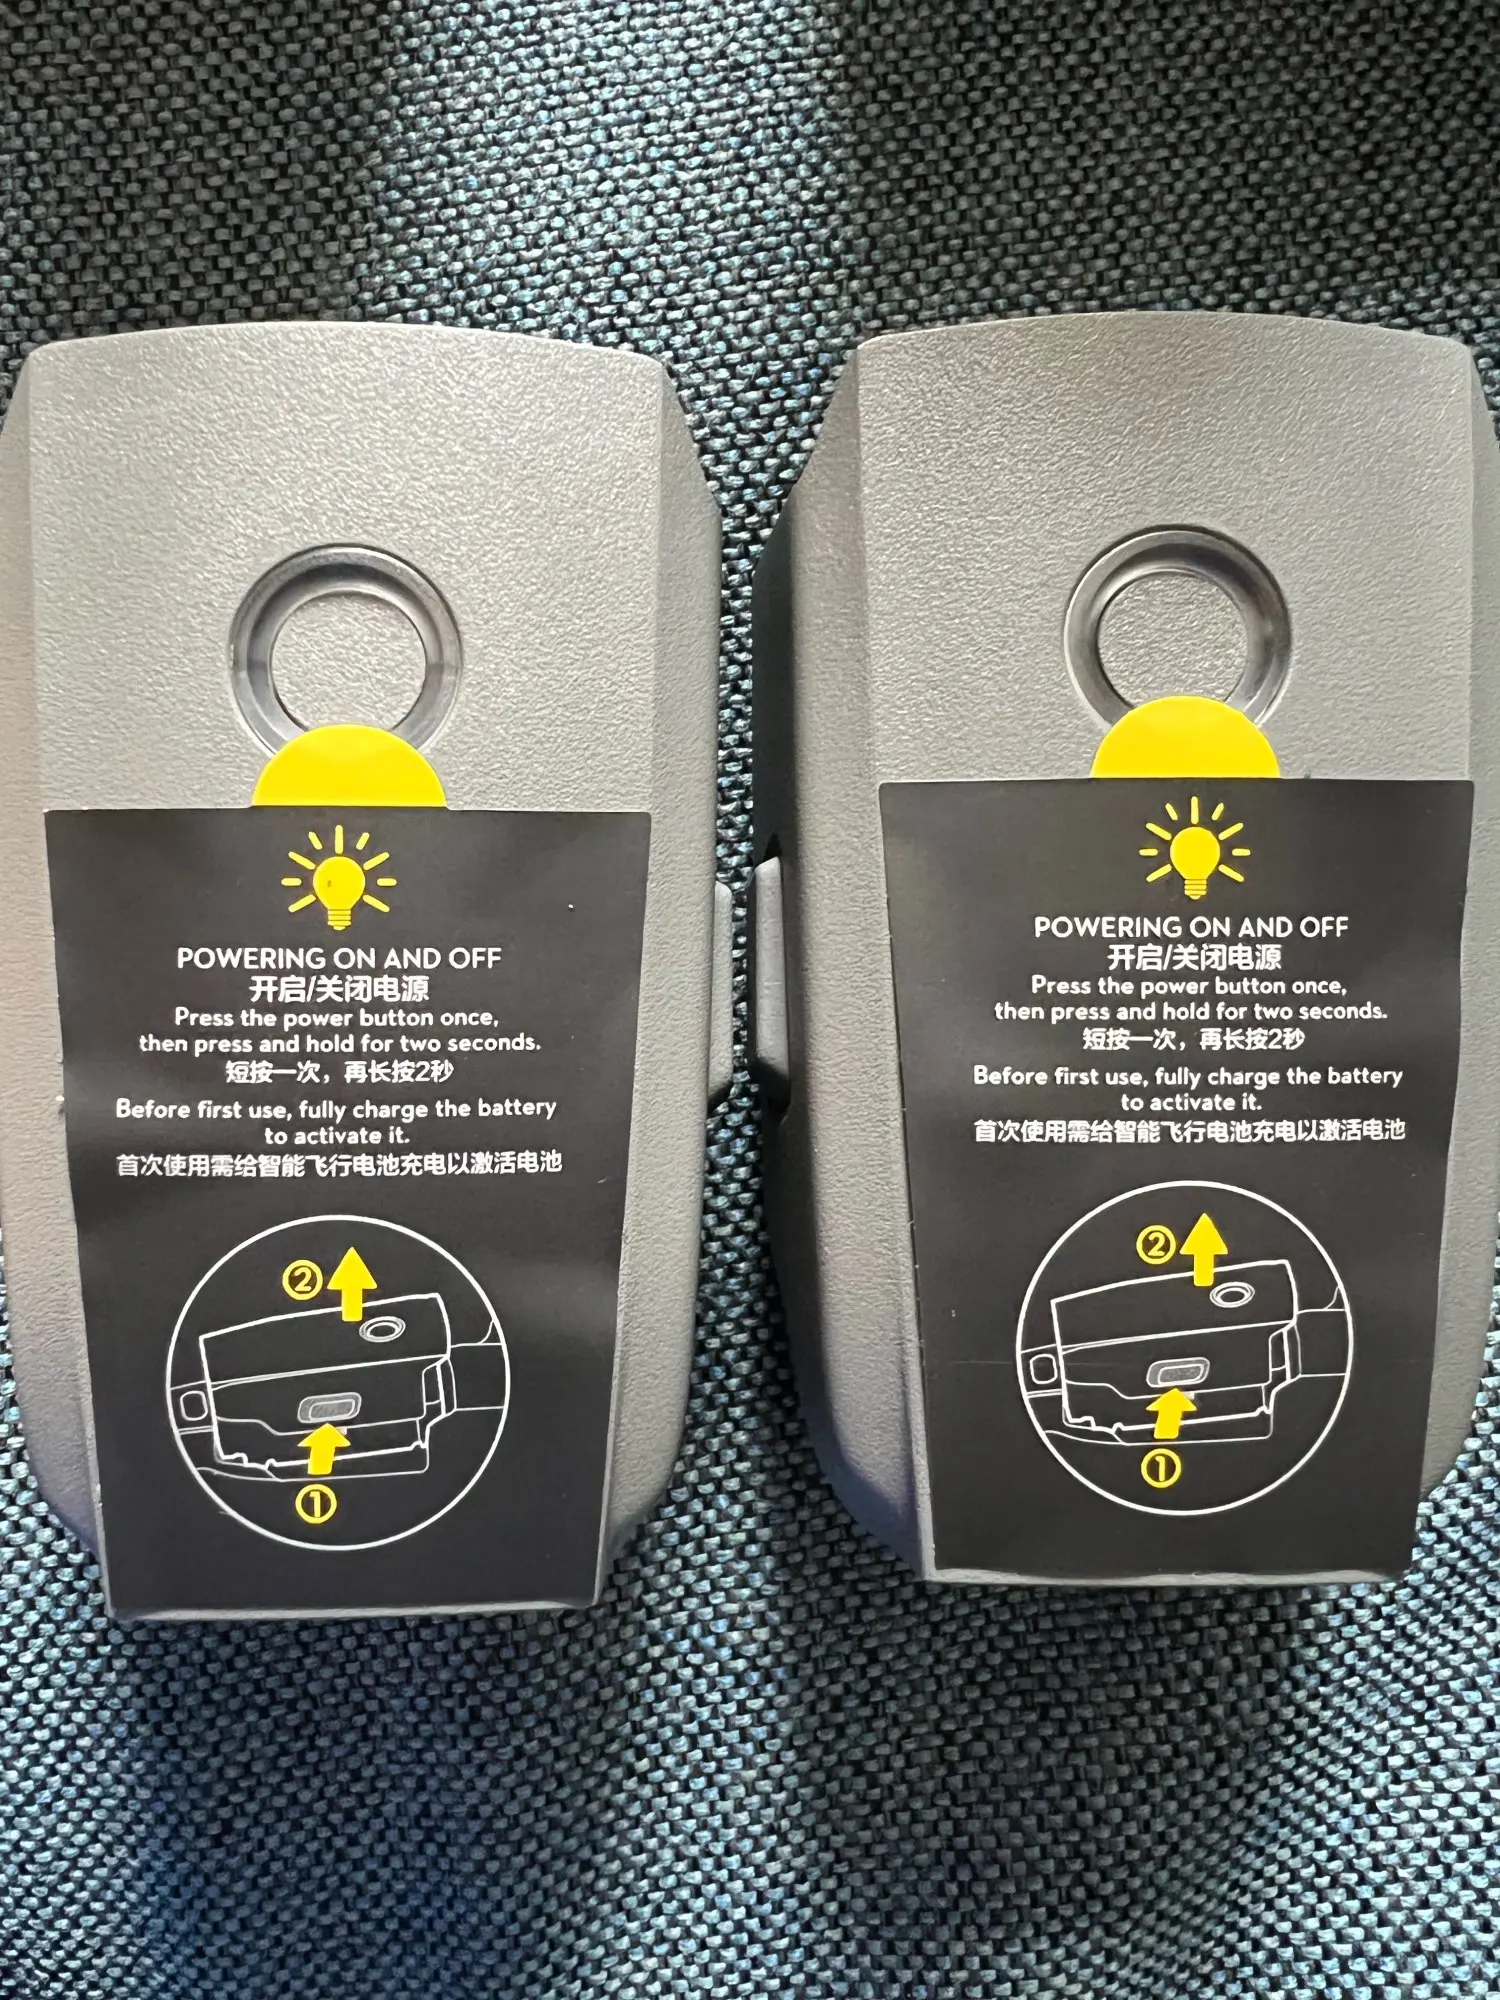 POWERING ON AND OFF
开启/关闭电源
Press the power button once,
then press and hold for two seconds.
短按一次，再长按2秒
Before first use, fully charge the battery
to activate it.
首次使用需给智能飞行电池充电以激活电池
②
①
POWERING ON AND OFF
开启/关闭电源
Press the power button once,
then press and hold for two seconds.
短按一次，再长按2秒
Before first use, fully charge the battery
to activate it.
首次使用需给智能飞行电池充电以激活电池
②
①